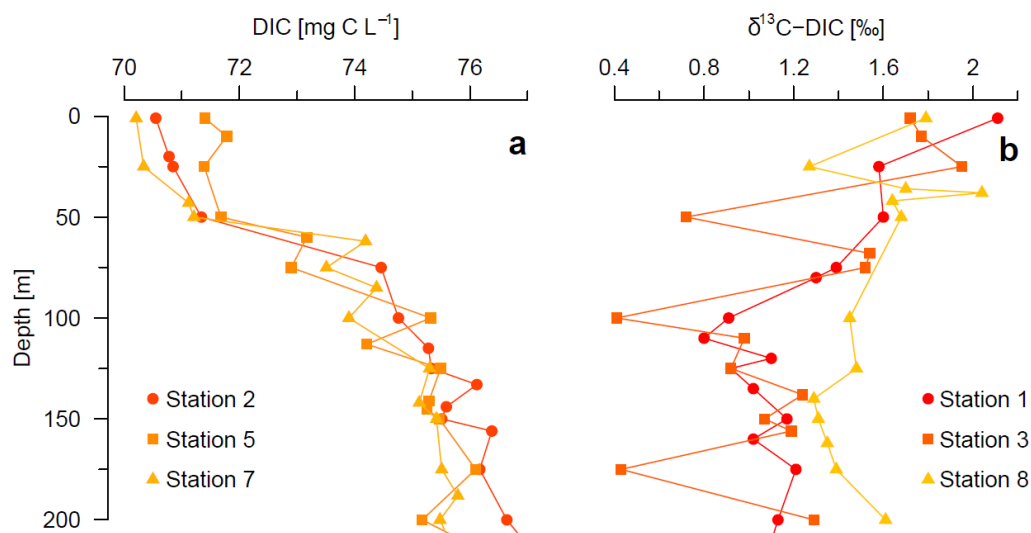 DIC [mg C L⁻¹]
70 72 74 76
δ¹³C−DIC [‰]
0.4 0.8 1.2 1.6 2
a
b
Depth [m]
0
50
100
150
200
Station 2
Station 5
Station 7
Station 1
Station 3
Station 8